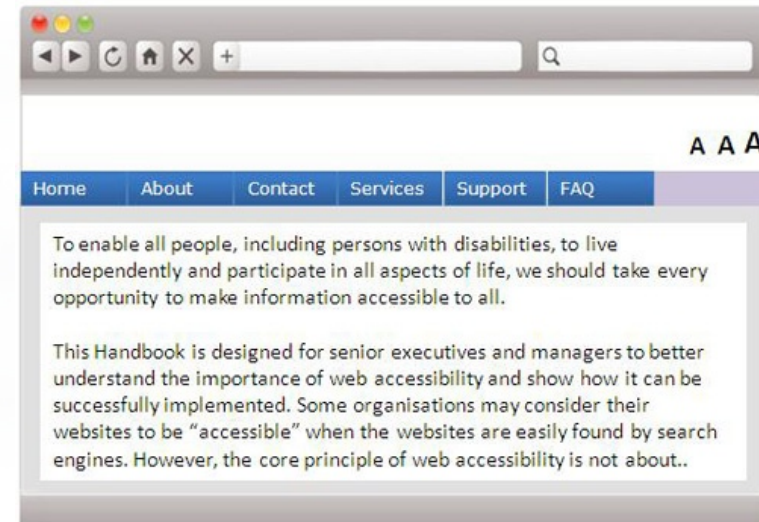 A A A
Home About Contact Services Support FAQ
To enable all people, including persons with disabilities, to live
independently and participate in all aspects of life, we should take every
opportunity to make information accessible to all.
This Handbook is designed for senior executives and managers to better
understand the importance of web accessibility and show how it can be
successfully implemented. Some organisations may consider their
websites to be “accessible” when the websites are easily found by search
engines. However, the core principle of web accessibility is not about..